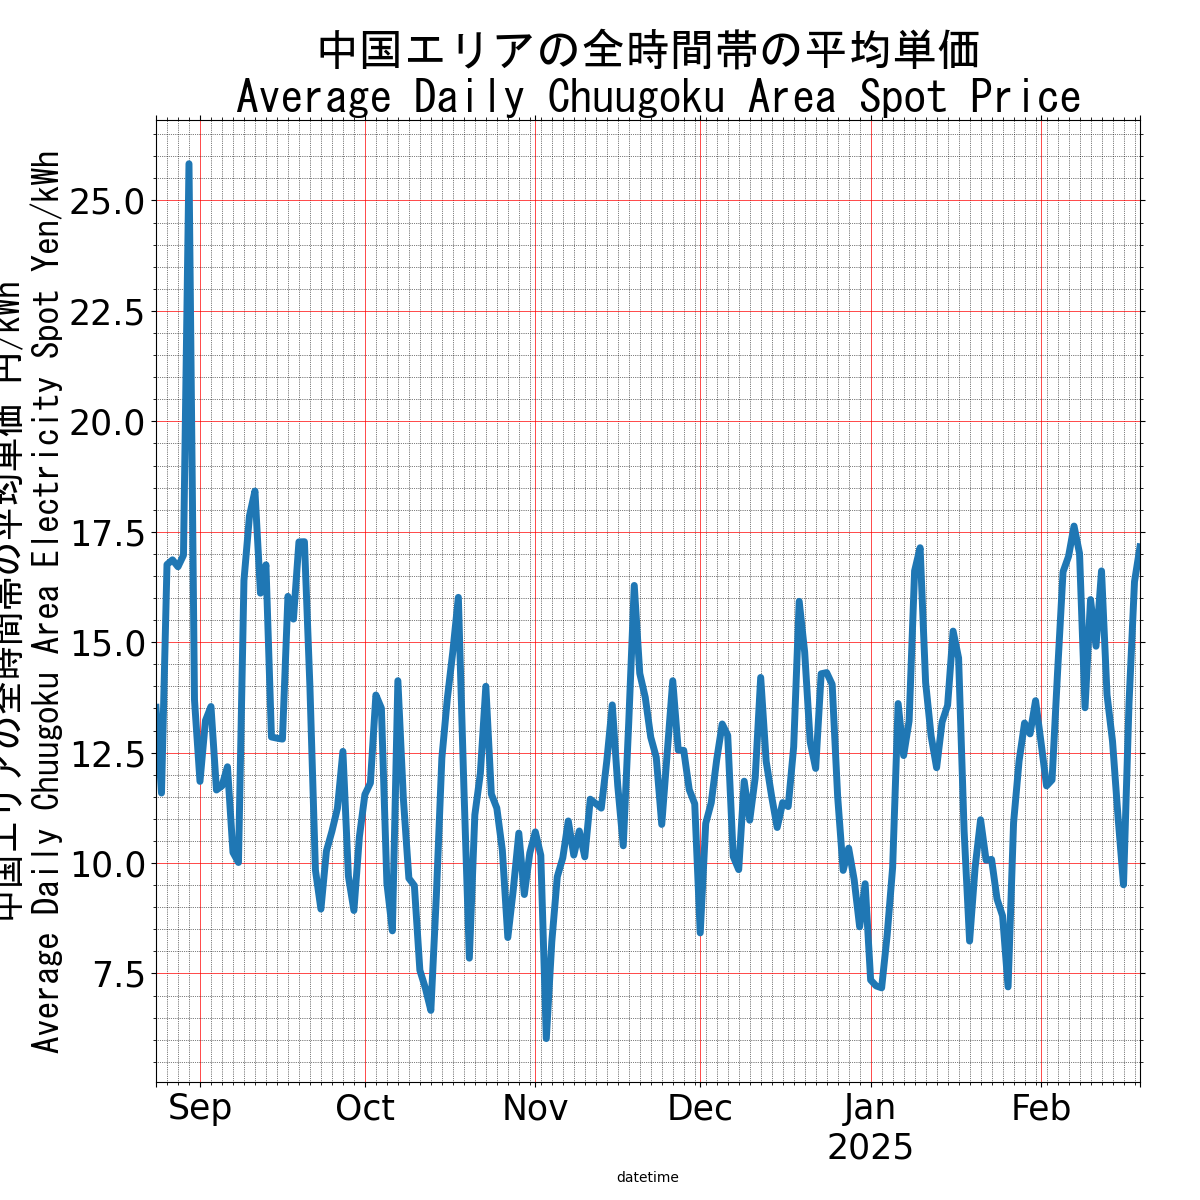 中国エリアの全時間帯の平均単価
Average Daily Chuugoku Area Spot Price
中国エリアの全時間帯の平均単価 円/kWh
Average Daily Chuugoku Area Electricity Spot Yen/kWh
25.0
22.5
20.0
17.5
15.0
12.5
10.0
7.5
Sep
Oct
Nov
Dec
Jan
Feb
2025
datetime